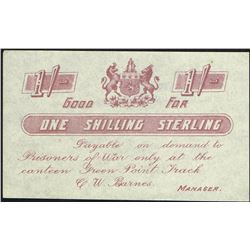 1/- 1/-
GOOD FOR
ONE SHILLING STERLING
Payable on demand to
Prisoners of War only at the
canteen Green Point Track
C. W. Barnes.
MANAGER.